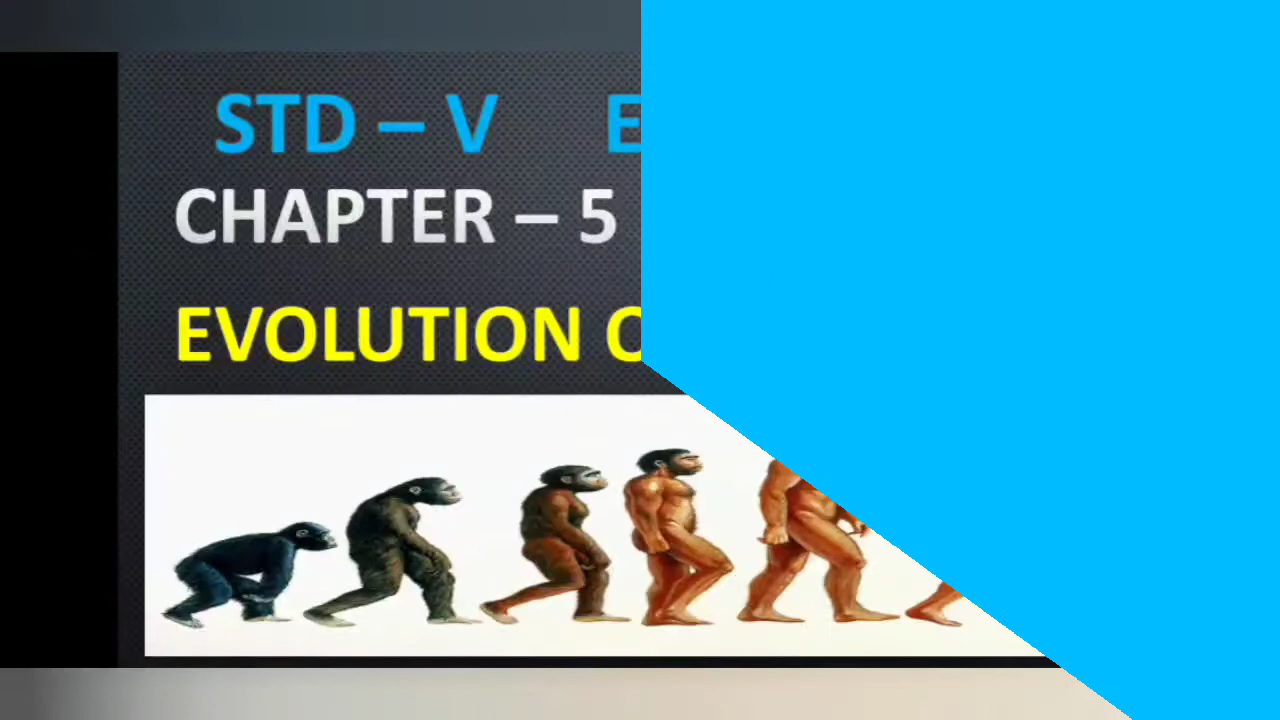 STD – V E
CHAPTER – 5
EVOLUTION